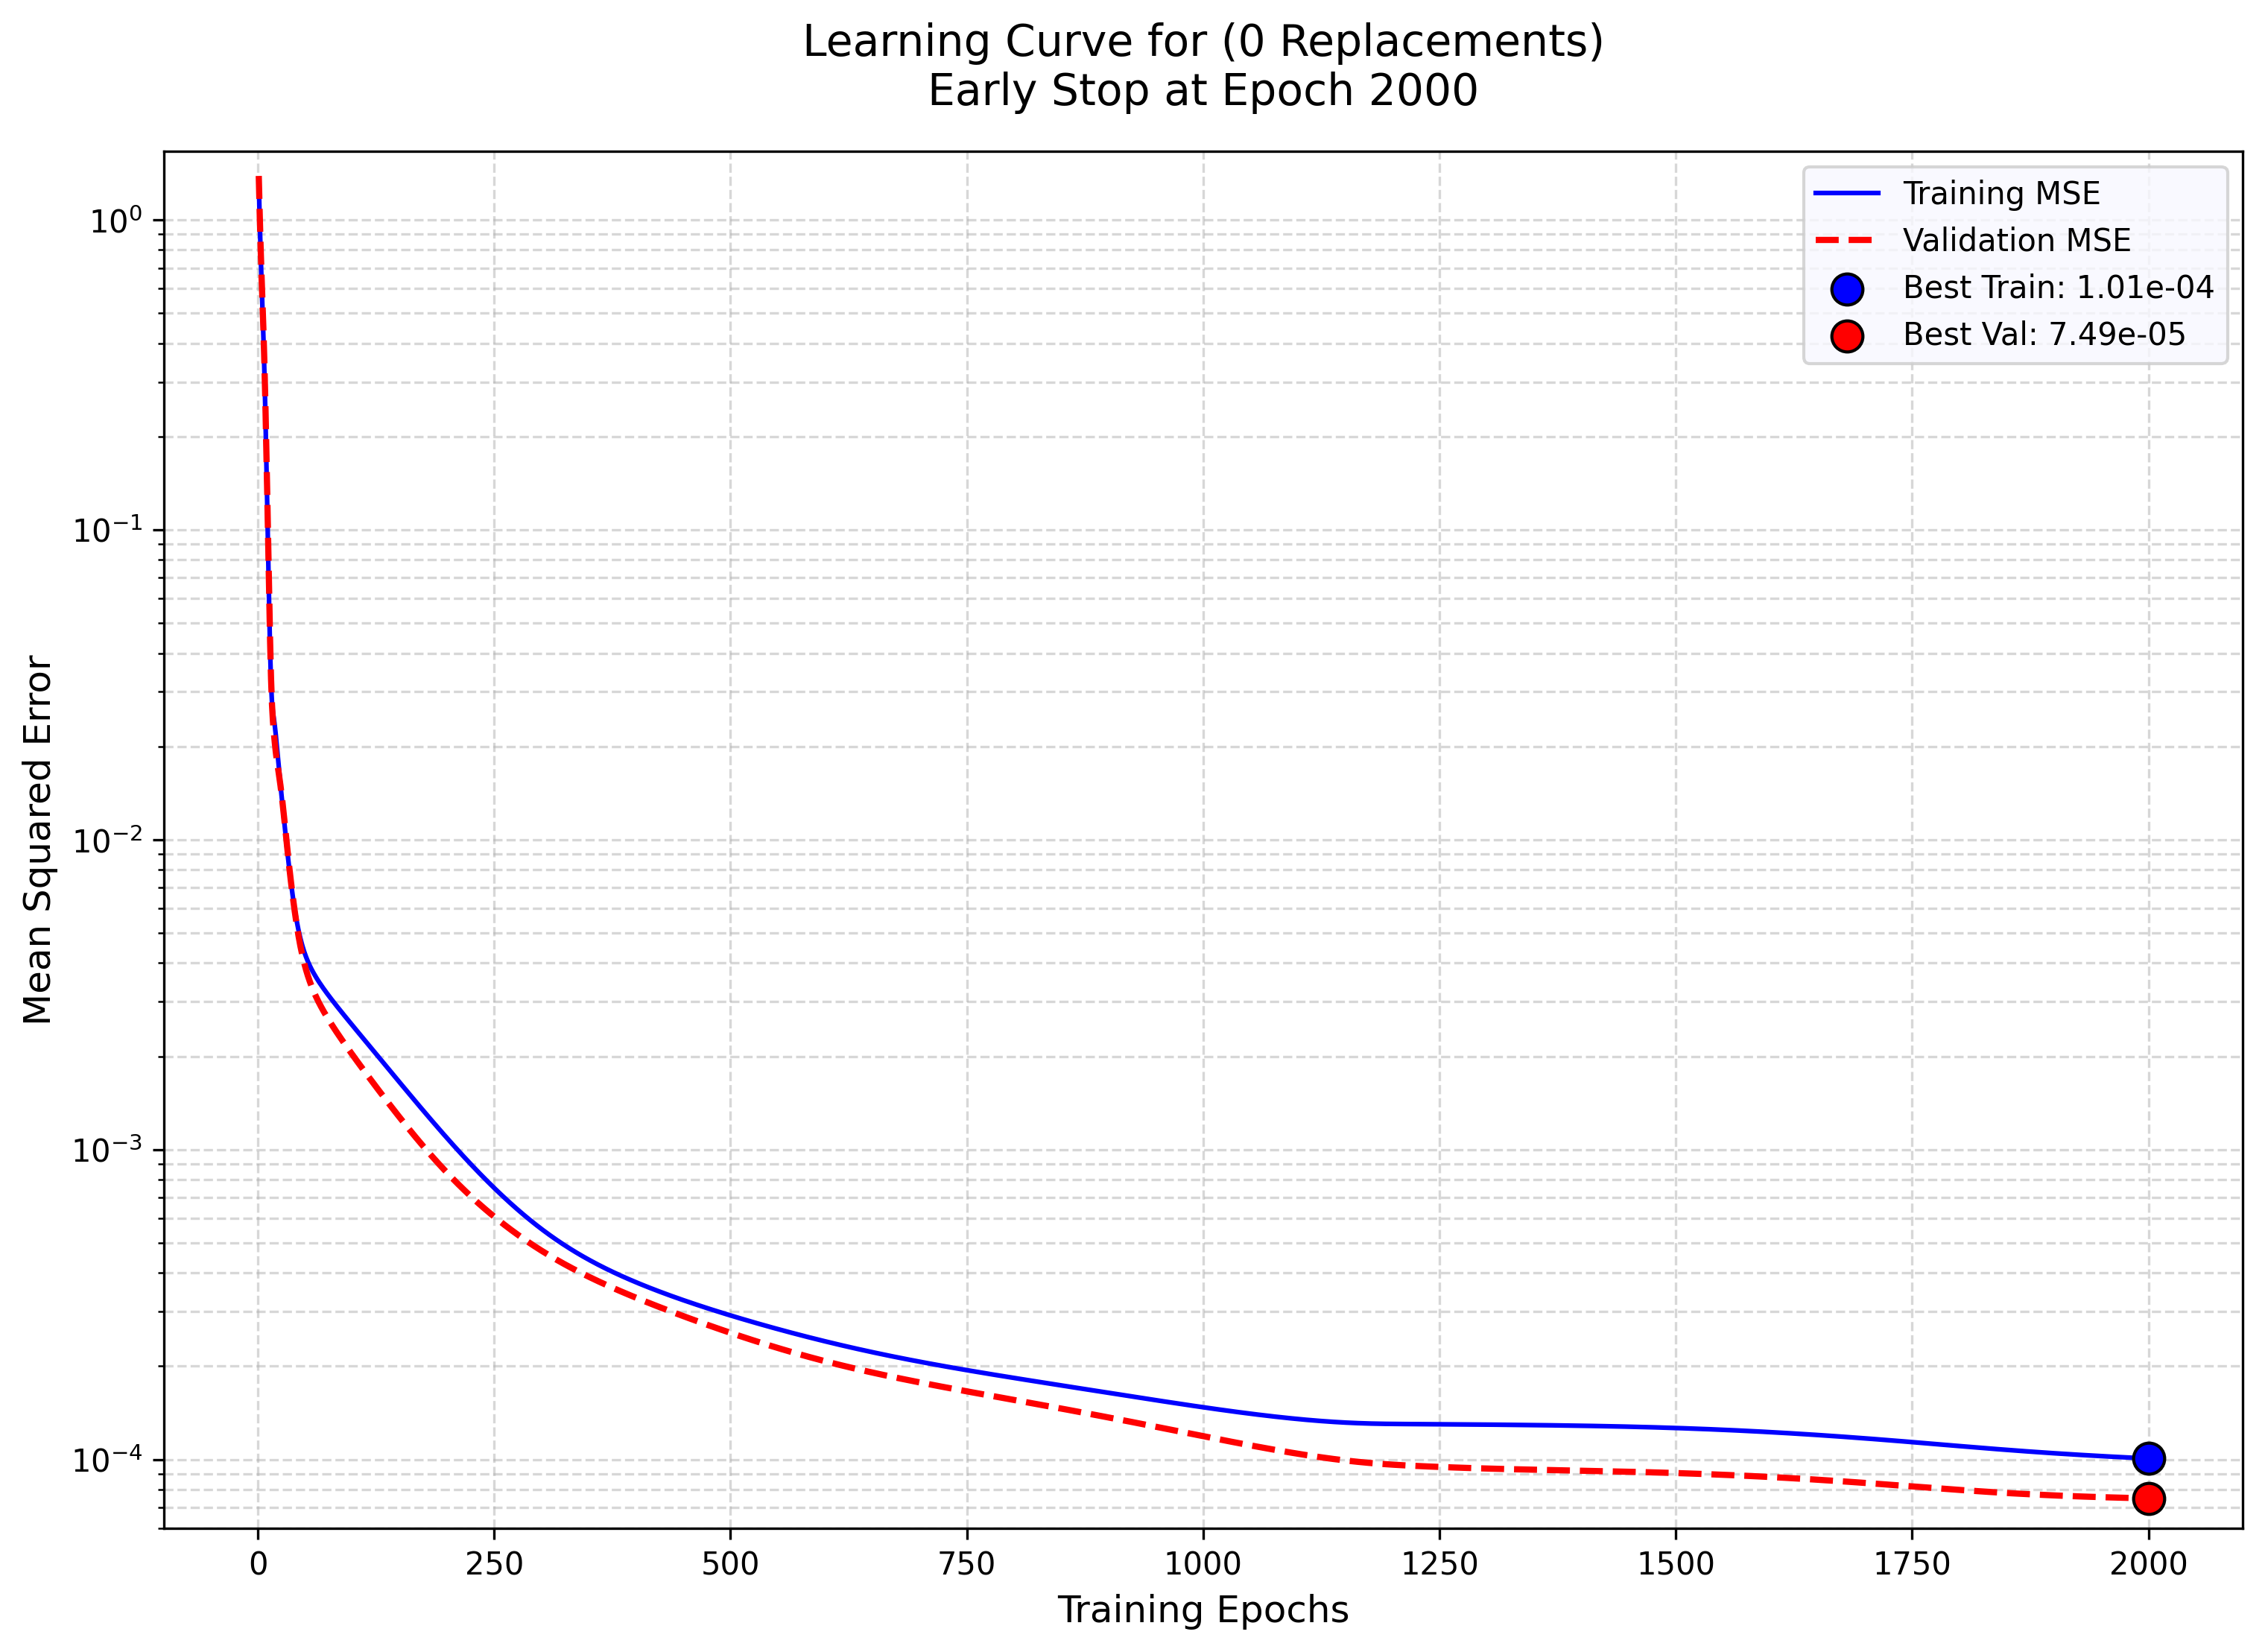 Learning Curve for (0 Replacements)
Early Stop at Epoch 2000
Training MSE
Validation MSE
Best Train: 1.01e-04
Best Val: 7.49e-05
Mean Squared Error
10⁰
10⁻¹
10⁻²
10⁻³
10⁻⁴
0 250 500 750 1000 1250 1500 1750 2000
Training Epochs